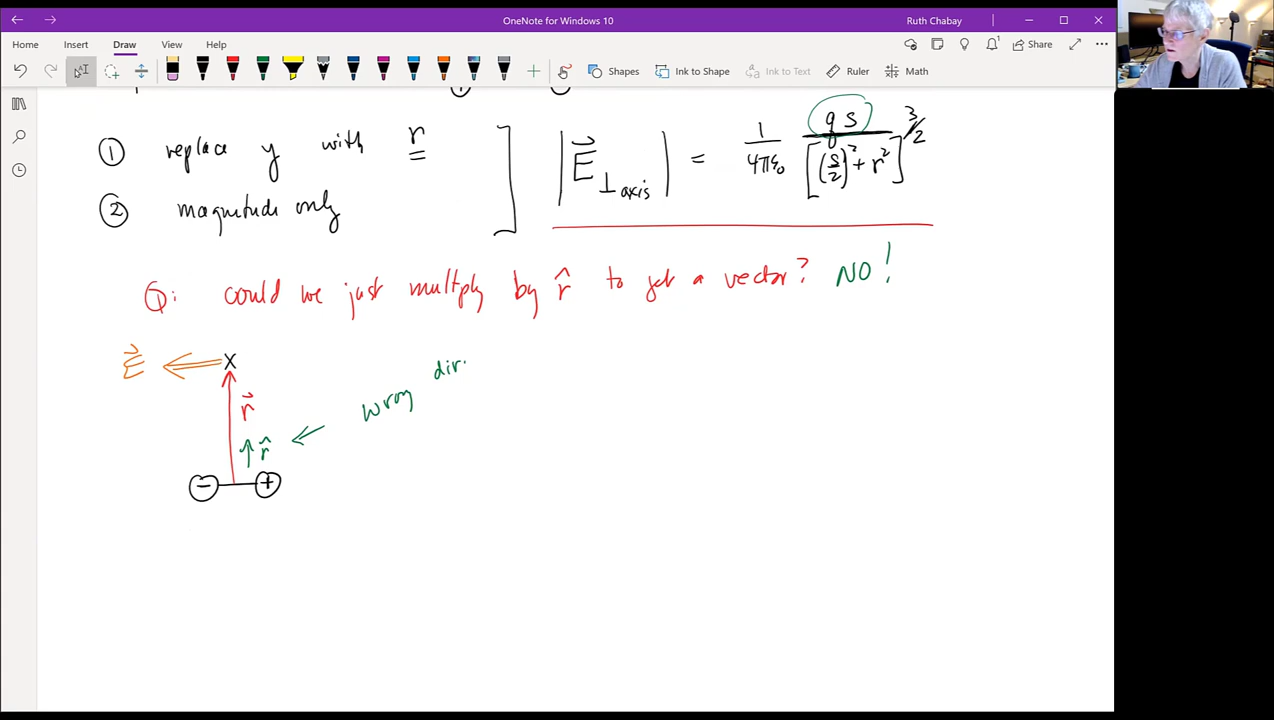 OneNote for Windows 10
Ruth Chabay
Home Insert Draw View Help
Share
Shapes Ink to Shape Ink to Text Ruler Math
① replace y with r
② magnitude only
|E⃗⊥axis| = 1/4πε₀ qs/[(s/2)² + r²]^3/2
Q: could we just multiply by r̂ to get a vector? NO!
E⃗ X
wrong dir
r⃗
r̂
− +